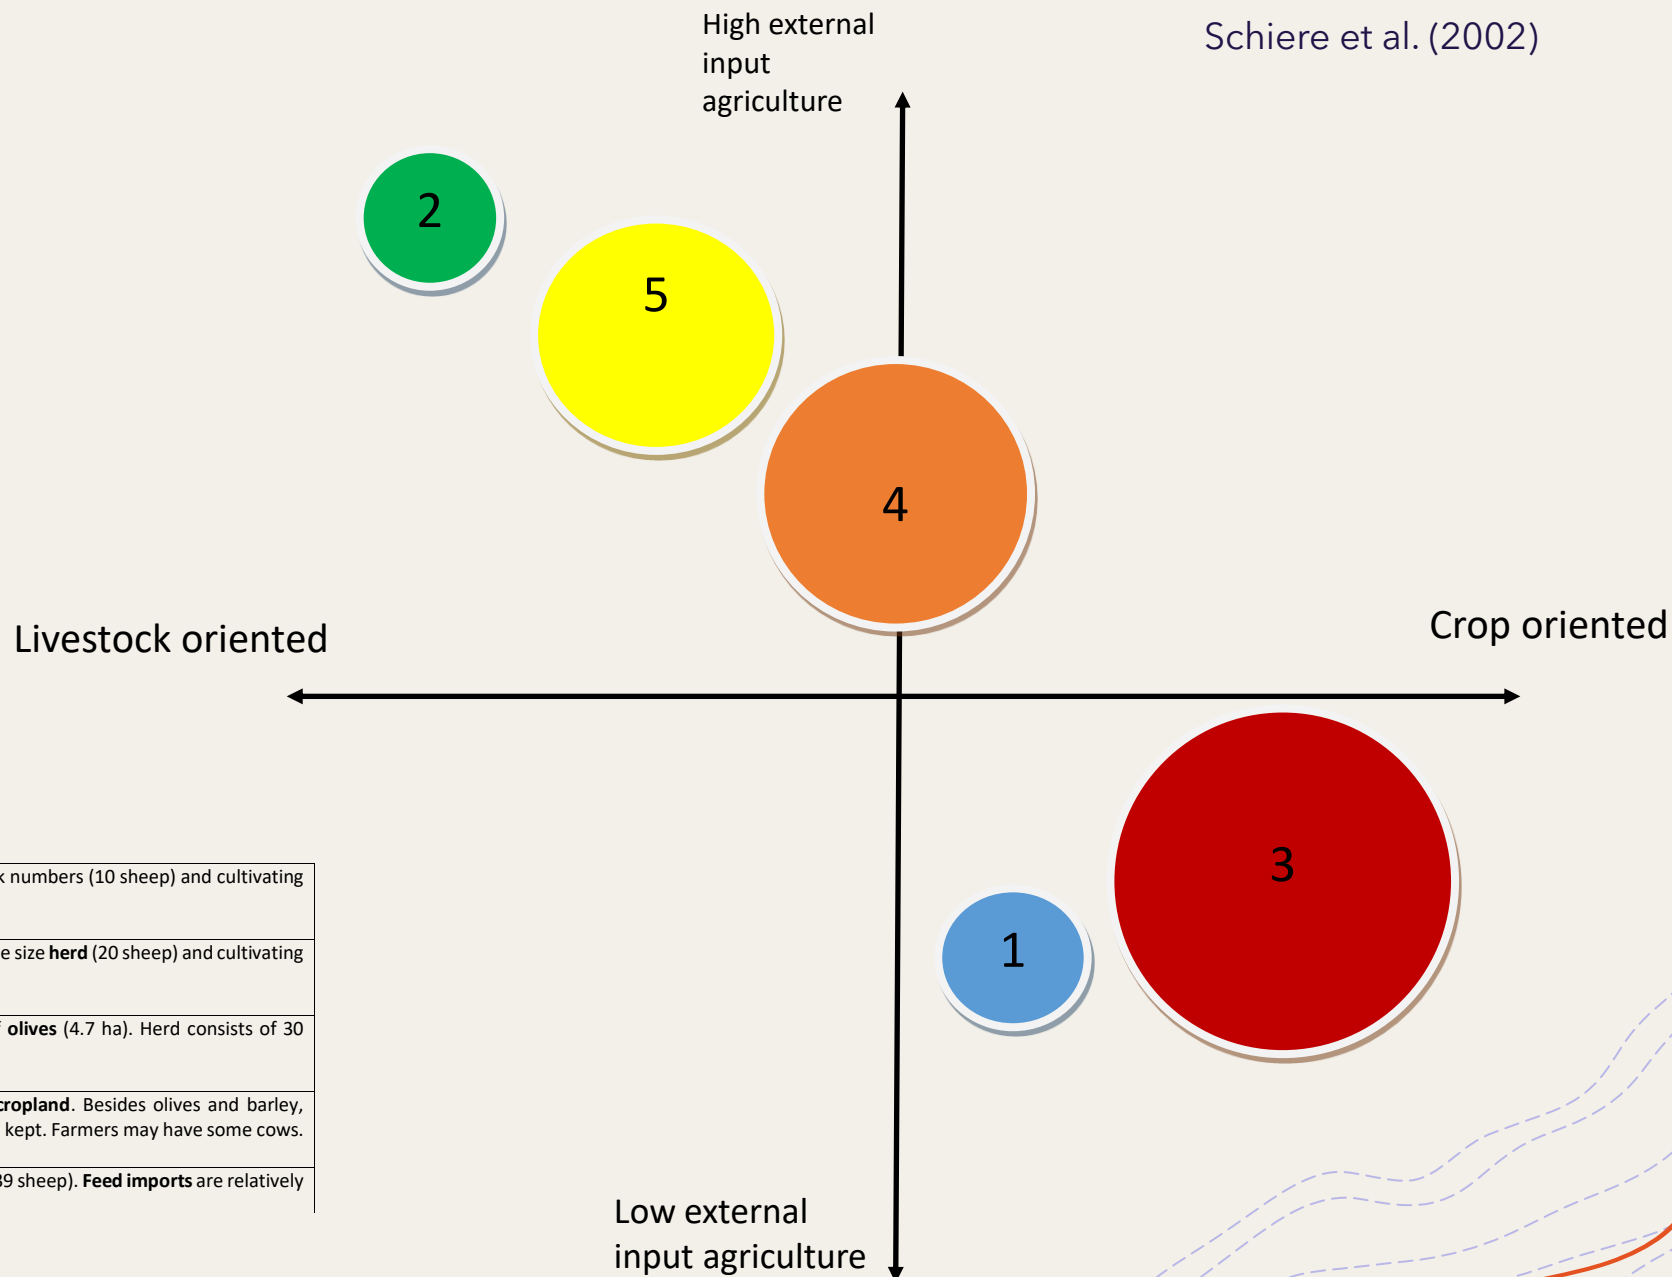 High external
input
agriculture
Schiere et al. (2002)
2
5
4
Livestock oriented
Crop oriented
3
1
k numbers (10 sheep) and cultivating
e size herd (20 sheep) and cultivating
olives (4.7 ha). Herd consists of 30
cropland. Besides olives and barley,
kept. Farmers may have some cows.
39 sheep). Feed imports are relatively
Low external
input agriculture